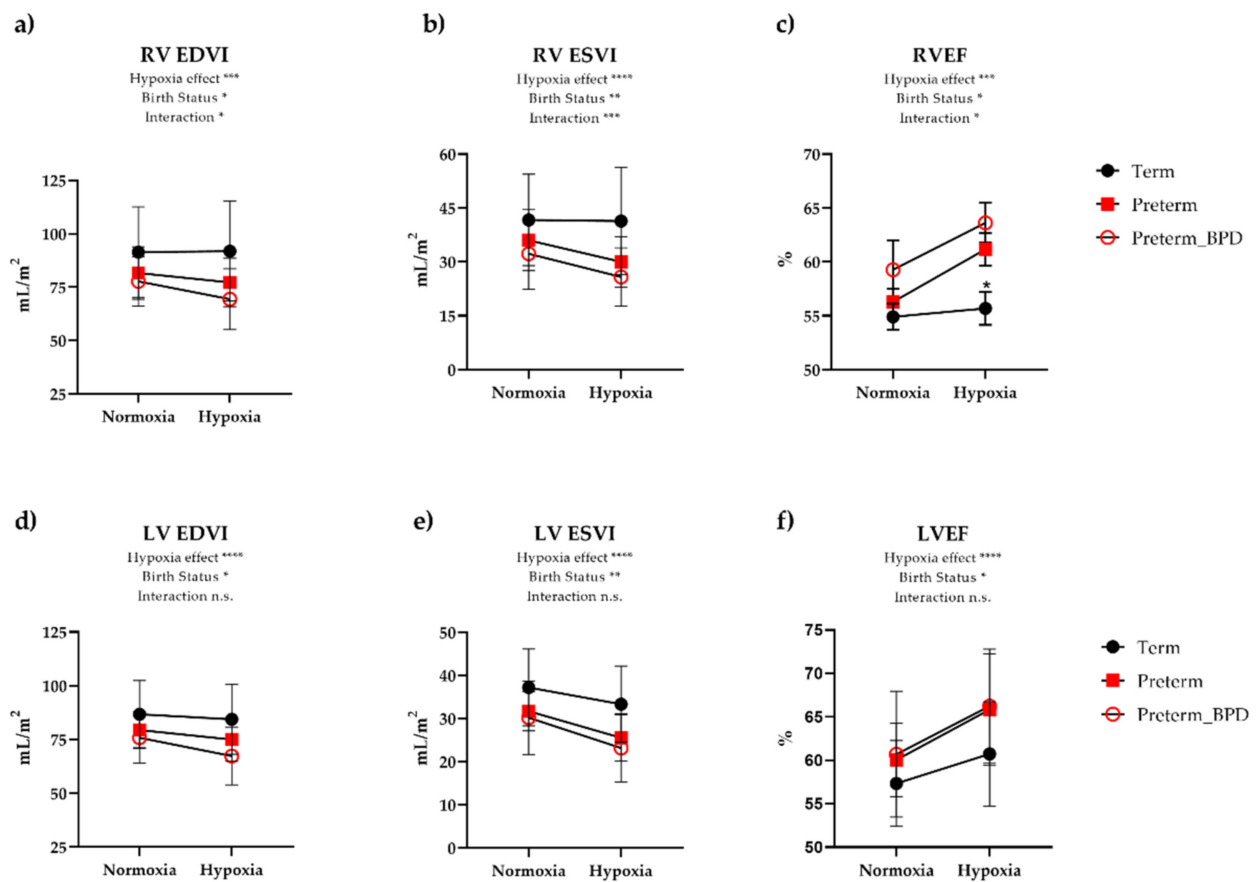 a)
RV EDVI
Hypoxia effect ***
Birth Status *
Interaction *
125
100
75
50
25
mL/m²
Normoxia Hypoxia
b)
RV ESVI
Hypoxia effect ****
Birth Status **
Interaction ***
60
45
30
15
0
mL/m²
Normoxia Hypoxia
c)
RVEF
Hypoxia effect ***
Birth Status *
Interaction *
70
65
60
55
50
%
*
Normoxia Hypoxia
Term
Preterm
Preterm_BPD
d)
LV EDVI
Hypoxia effect ****
Birth Status *
Interaction n.s.
125
100
75
50
25
mL/m²
Normoxia Hypoxia
e)
LV ESVI
Hypoxia effect ****
Birth Status **
Interaction n.s.
50
40
30
20
10
0
mL/m²
Normoxia Hypoxia
f)
LVEF
Hypoxia effect ****
Birth Status *
Interaction n.s.
75
70
65
60
55
50
%
Normoxia Hypoxia
Term
Preterm
Preterm_BPD